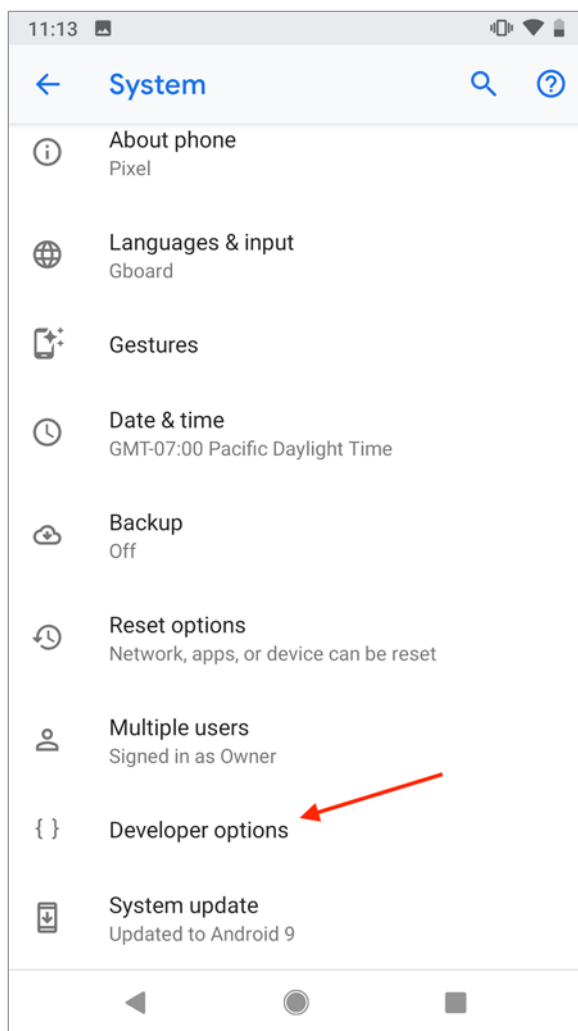 11:13
System
About phone
Pixel
Languages & input
Gboard
Gestures
Date & time
GMT-07:00 Pacific Daylight Time
Backup
Off
Reset options
Network, apps, or device can be reset
Multiple users
Signed in as Owner
{ } Developer options
System update
Updated to Android 9